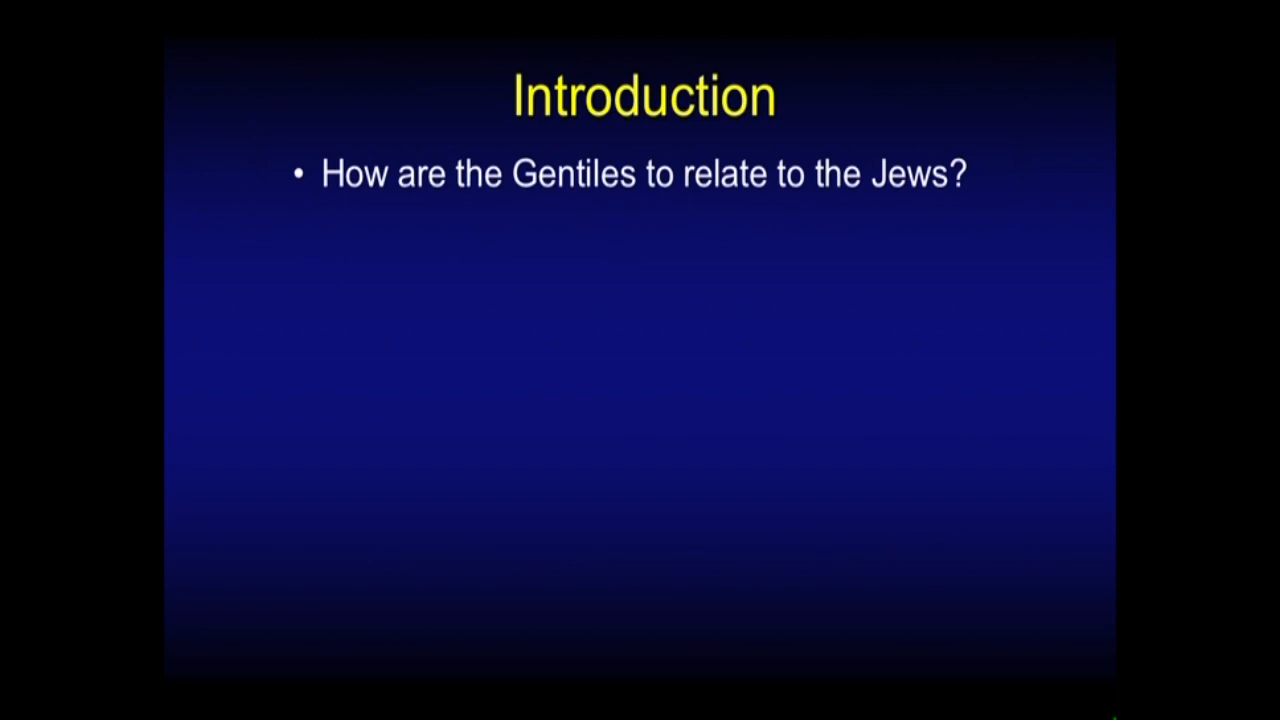 Introduction
• How are the Gentiles to relate to the Jews?